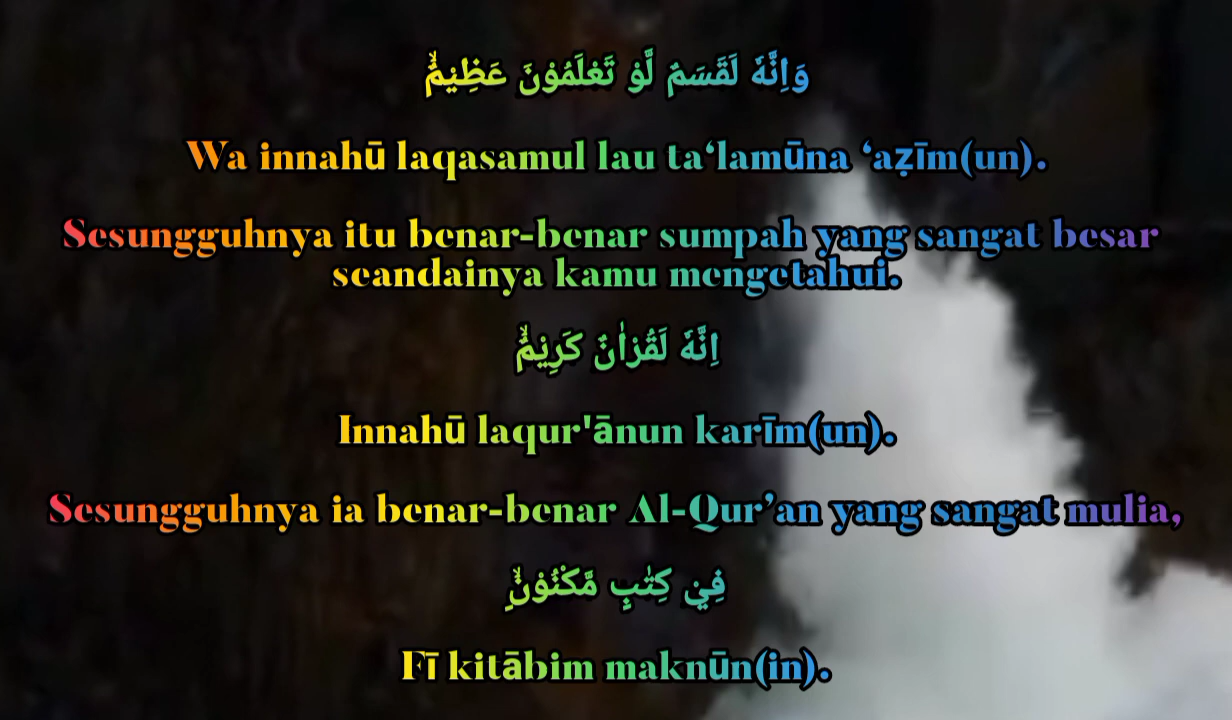 وَاِنَّهٗ لَقَسَمٌ لَّوْ تَعْلَمُوْنَ عَظِيْمٌۙ
Wa innahū laqasamul lau ta‘lamūna ‘aẓīm(un).
Sesungguhnya itu benar-benar sumpah yang sangat besar
seandainya kamu mengetahui.
اِنَّهٗ لَقُرْاٰنٌ كَرِيْمٌۙ
Innahū laqur'ānun karīm(un).
Sesungguhnya ia benar-benar Al-Qur’an yang sangat mulia,
فِيْ كِتٰبٍ مَّكْنُوْنٍۙ
Fī kitābim maknūn(in).